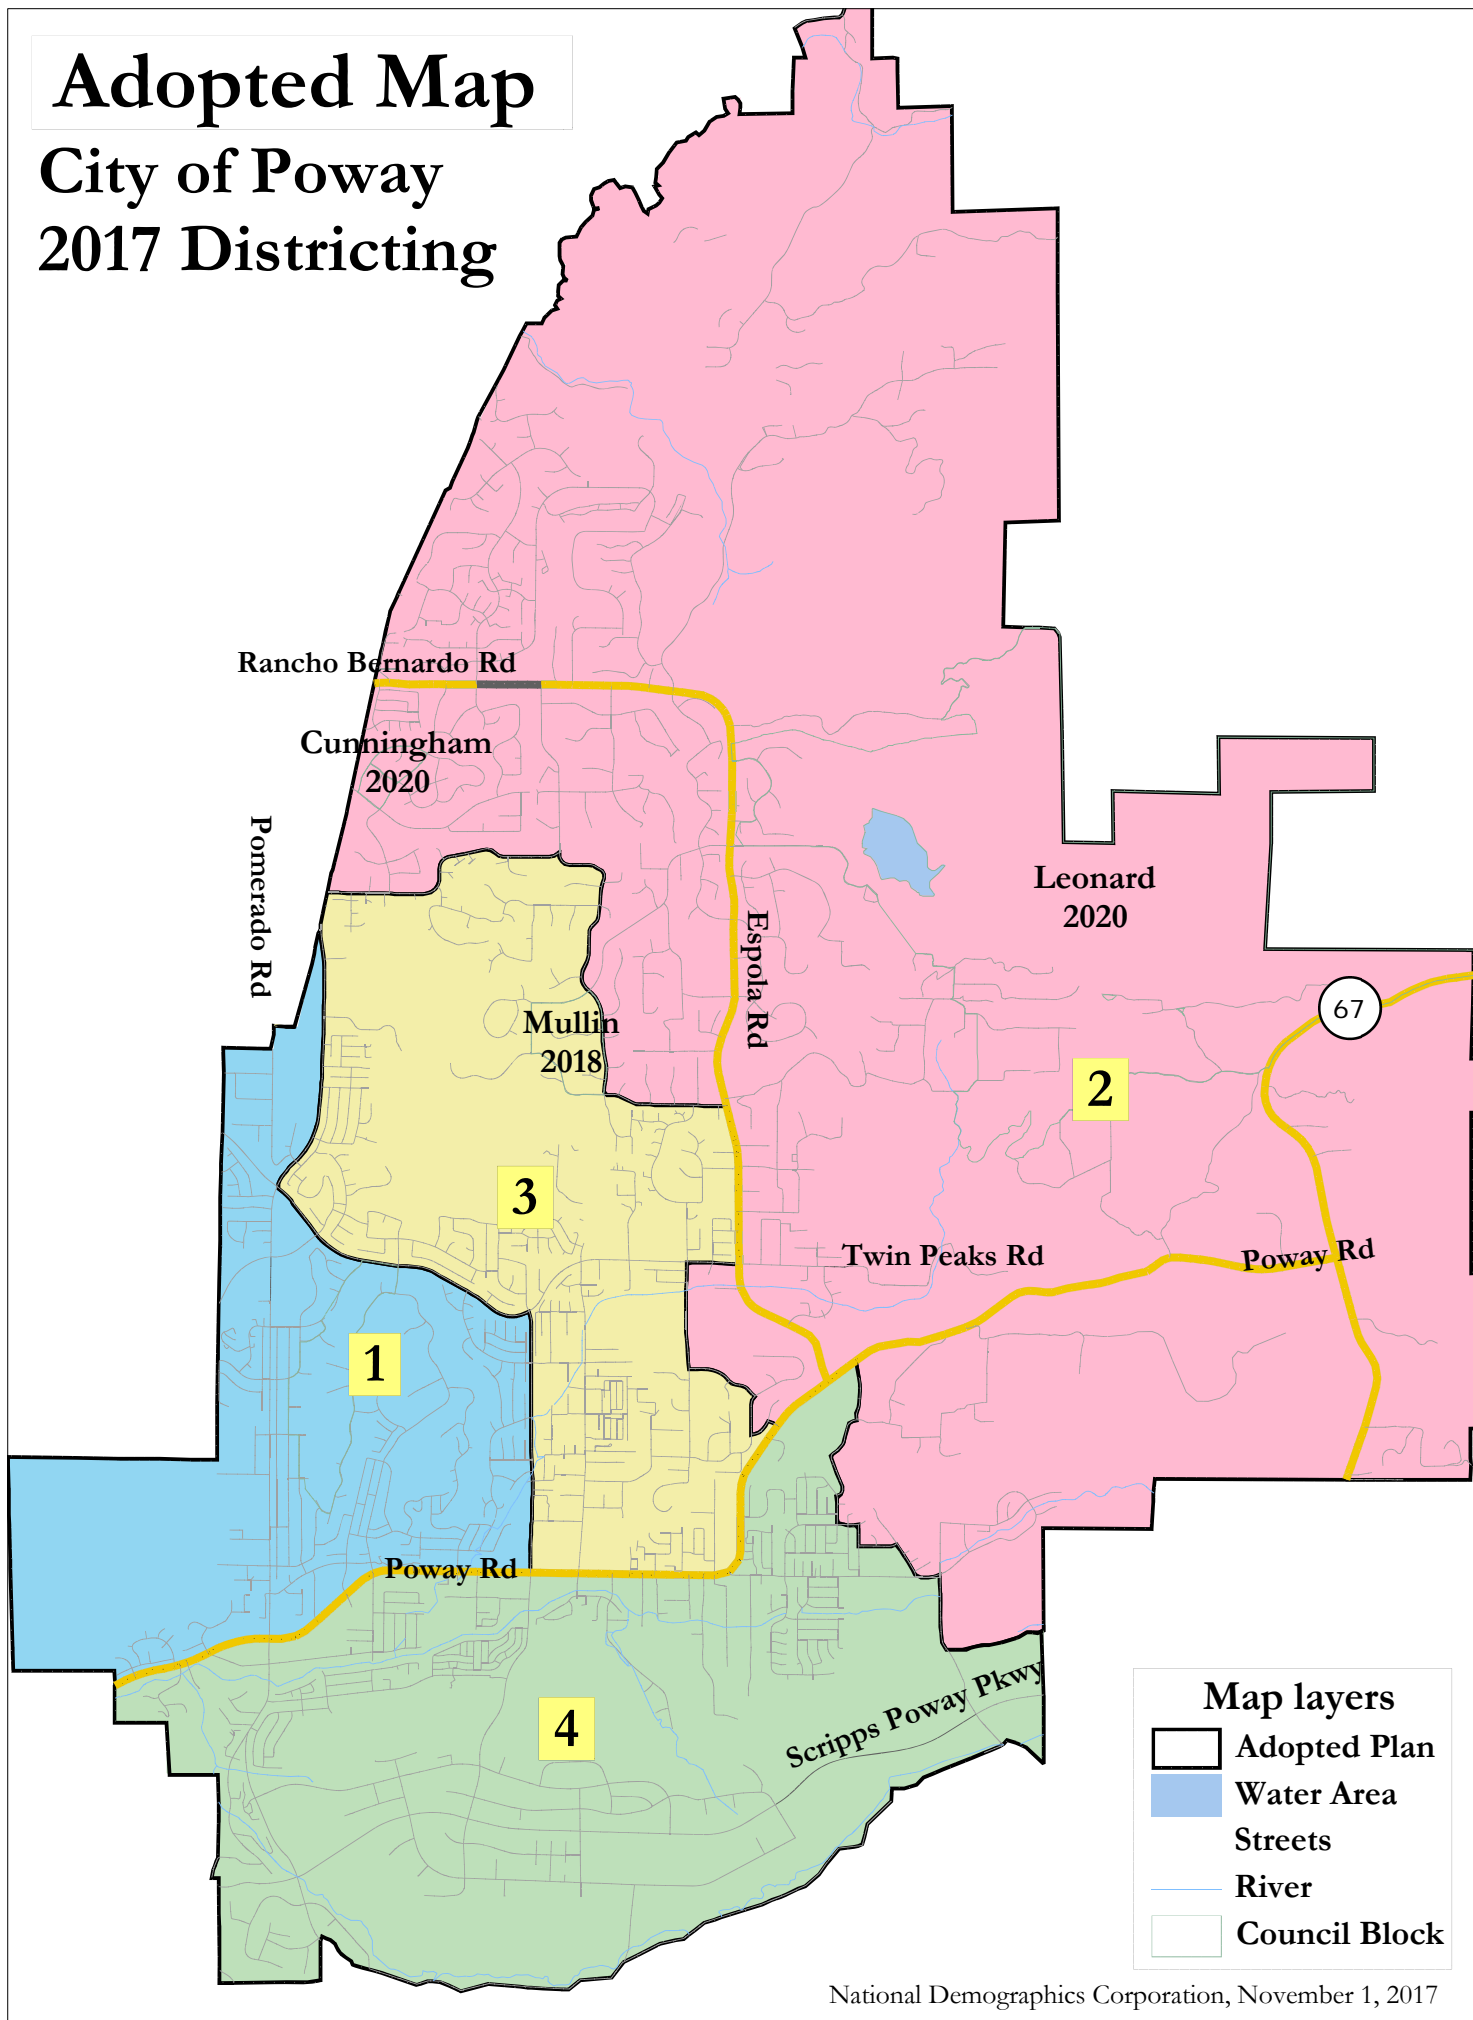 Adopted Map
City of Poway
2017 Districting
Rancho Bernardo Rd
Cunningham
2020
Pomerado Rd
Leonard
2020
Espola Rd
67
Mullin
2018
2
3
Twin Peaks Rd
Poway Rd
1
Poway Rd
4
Scripps Poway Pkwy
Map layers
Adopted Plan
Water Area
Streets
River
Council Block
National Demographics Corporation, November 1, 2017